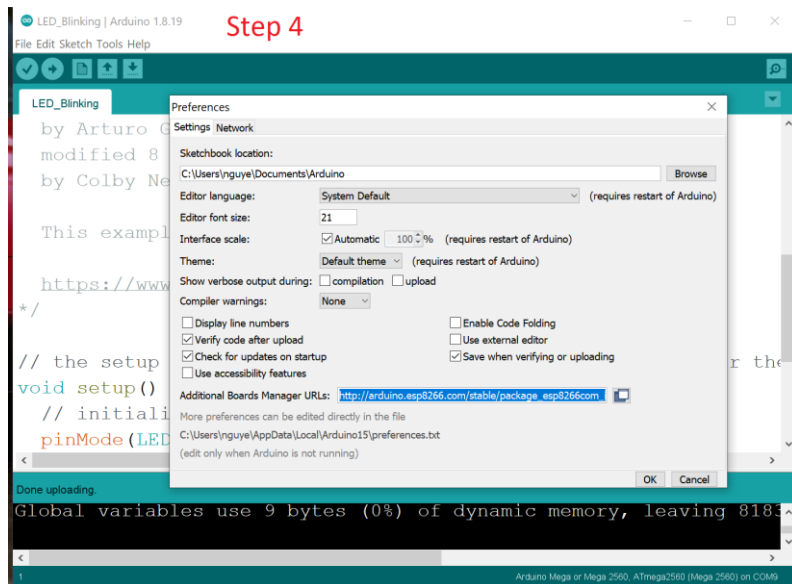 LED_Blinking | Arduino 1.8.19
Step 4
File Edit Sketch Tools Help
LED_Blinking
by Arturo G
modified 8
by Colby Ne
This exampl
https://www
*/
// the setup r the
void setup()
// initiali
pinMode(LED
Preferences
Settings Network
Sketchbook location:
C:\Users\nguye\Documents\Arduino Browse
Editor language: System Default (requires restart of Arduino)
Editor font size: 21
Interface scale: Automatic 100 % (requires restart of Arduino)
Theme: Default theme (requires restart of Arduino)
Show verbose output during: compilation upload
Compiler warnings: None
Display line numbers Enable Code Folding
Verify code after upload Use external editor
Check for updates on startup Save when verifying or uploading
Use accessibility features
Additional Boards Manager URLs: http://arduino.esp8266.com/stable/package_esp8266com_
More preferences can be edited directly in the file
C:\Users\nguye\AppData\Local\Arduino15\preferences.txt
(edit only when Arduino is not running)
OK Cancel
Done uploading.
Global variables use 9 bytes (0%) of dynamic memory, leaving 8183
1 Arduino Mega or Mega 2560, ATmega2560 (Mega 2560) on COM9